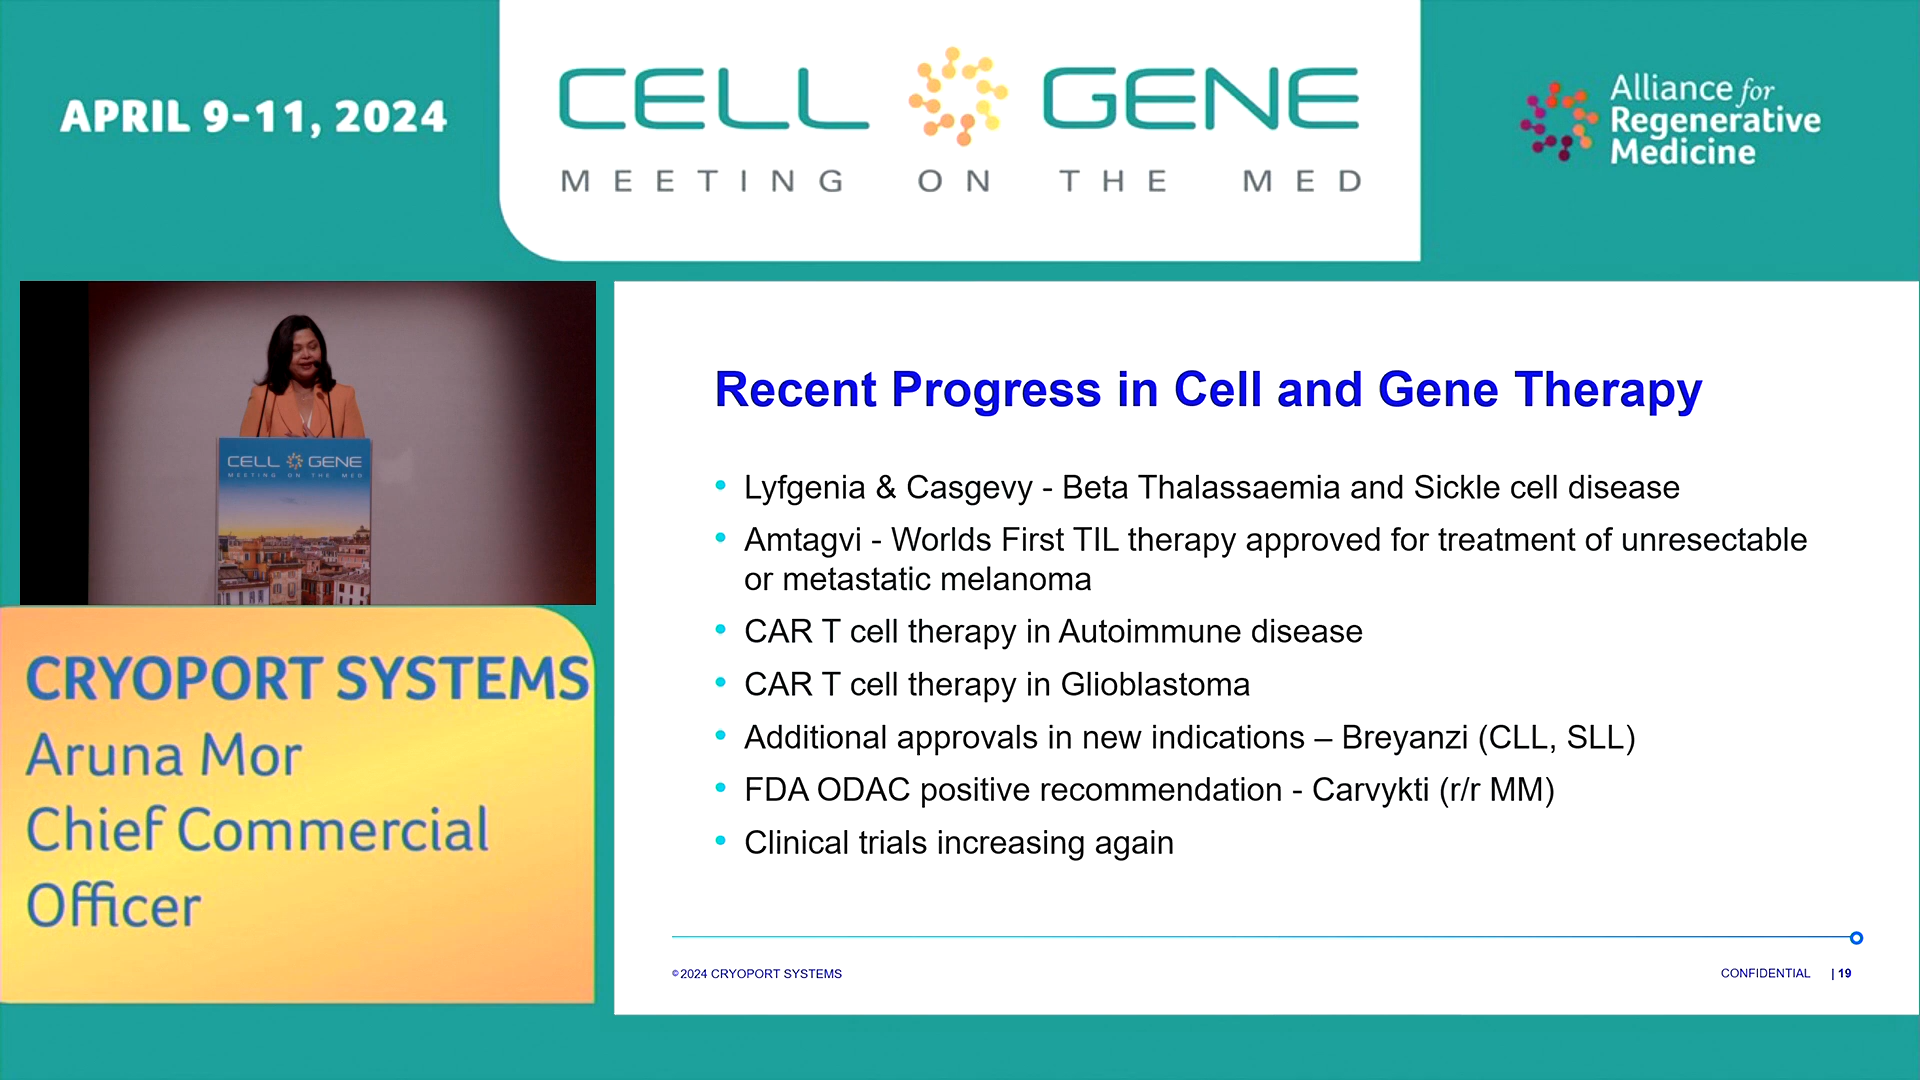 APRIL 9-11, 2024
CELL GENE
MEETING ON THE MED
Alliance for
Regenerative
Medicine
CELL GENE
MEETING ON THE MED
CRYOPORT SYSTEMS
Aruna Mor
Chief Commercial
Officer
Recent Progress in Cell and Gene Therapy
• Lyfgenia & Casgevy - Beta Thalassaemia and Sickle cell disease
• Amtagvi - Worlds First TIL therapy approved for treatment of unresectable
or metastatic melanoma
• CAR T cell therapy in Autoimmune disease
• CAR T cell therapy in Glioblastoma
• Additional approvals in new indications – Breyanzi (CLL, SLL)
• FDA ODAC positive recommendation - Carvykti (r/r MM)
• Clinical trials increasing again
© 2024 CRYOPORT SYSTEMS
CONFIDENTIAL | 19